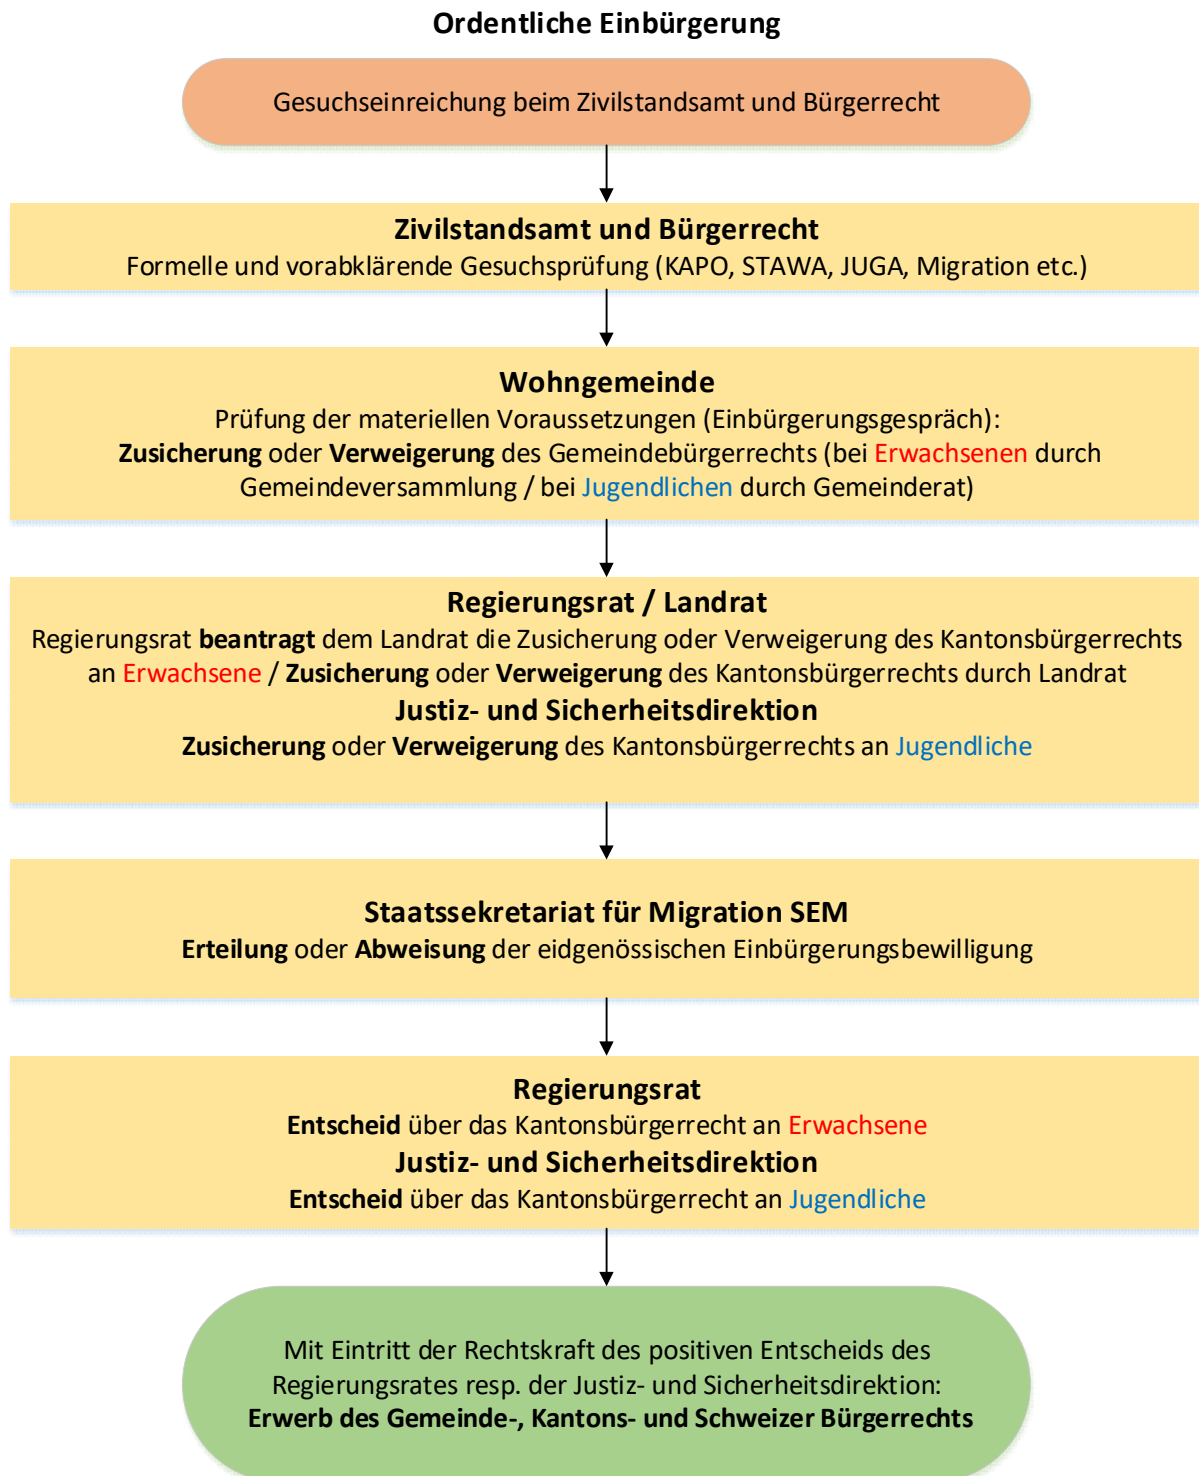 Ordentliche Einbürgerung
Gesuchseinreichung beim Zivilstandsamt und Bürgerrecht
Zivilstandsamt und Bürgerrecht
Formelle und vorabklärende Gesuchsprüfung (KAPO, STAWA, JUGA, Migration etc.)
Wohngemeinde
Prüfung der materiellen Voraussetzungen (Einbürgerungsgespräch):
Zusicherung oder Verweigerung des Gemeindebürgerrechts (bei Erwachsenen durch
Gemeindeversammlung / bei Jugendlichen durch Gemeinderat)
Regierungsrat / Landrat
Regierungsrat beantragt dem Landrat die Zusicherung oder Verweigerung des Kantonsbürgerrechts
an Erwachsene / Zusicherung oder Verweigerung des Kantonsbürgerrechts durch Landrat
Justiz- und Sicherheitsdirektion
Zusicherung oder Verweigerung des Kantonsbürgerrechts an Jugendliche
Staatssekretariat für Migration SEM
Erteilung oder Abweisung der eidgenössischen Einbürgerungsbewilligung
Regierungsrat
Entscheid über das Kantonsbürgerrecht an Erwachsene
Justiz- und Sicherheitsdirektion
Entscheid über das Kantonsbürgerrecht an Jugendliche
Mit Eintritt der Rechtskraft des positiven Entscheids des
Regierungsrates resp. der Justiz- und Sicherheitsdirektion:
Erwerb des Gemeinde-, Kantons- und Schweizer Bürgerrechts